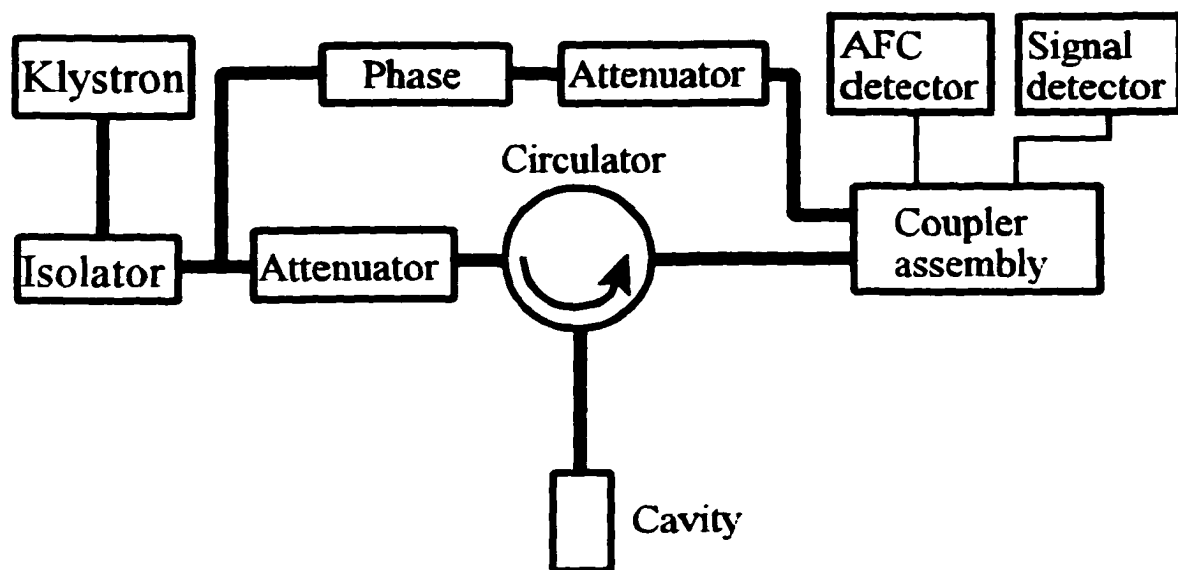 Klystron
Phase
Attenuator
AFC
detector
Signal
detector
Circulator
Isolator
Attenuator
Coupler
assembly
Cavity